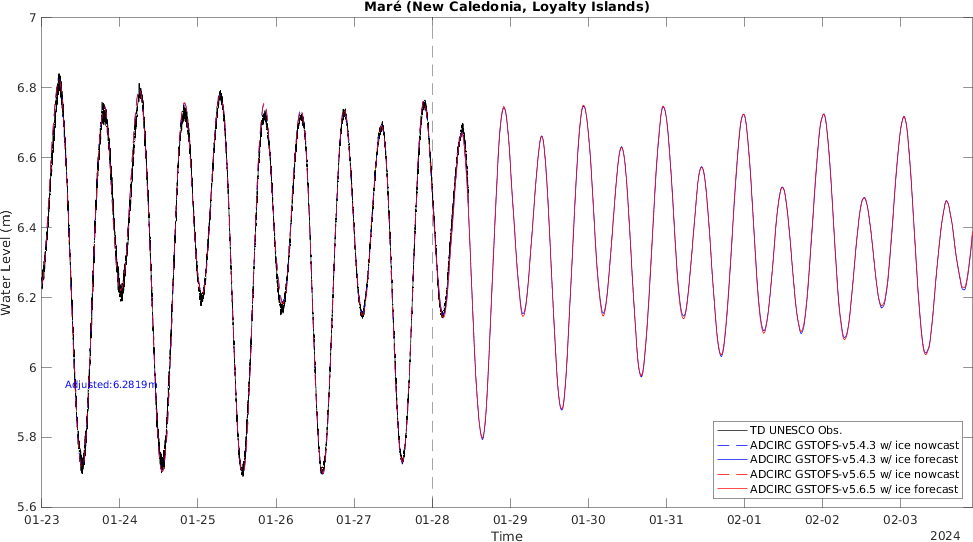 Maré (New Caledonia, Loyalty Islands)
7
6.8
6.6
6.4
6.2
6
5.8
5.6
Water Level (m)
Adjusted:6.2819m
TD UNESCO Obs.
ADCIRC GSTOFS-v5.4.3 w/ ice nowcast
ADCIRC GSTOFS-v5.4.3 w/ ice forecast
ADCIRC GSTOFS-v5.6.5 w/ ice nowcast
ADCIRC GSTOFS-v5.6.5 w/ ice forecast
01-23 01-24 01-25 01-26 01-27 01-28 01-29 01-30 01-31 02-01 02-02 02-03
Time
2024